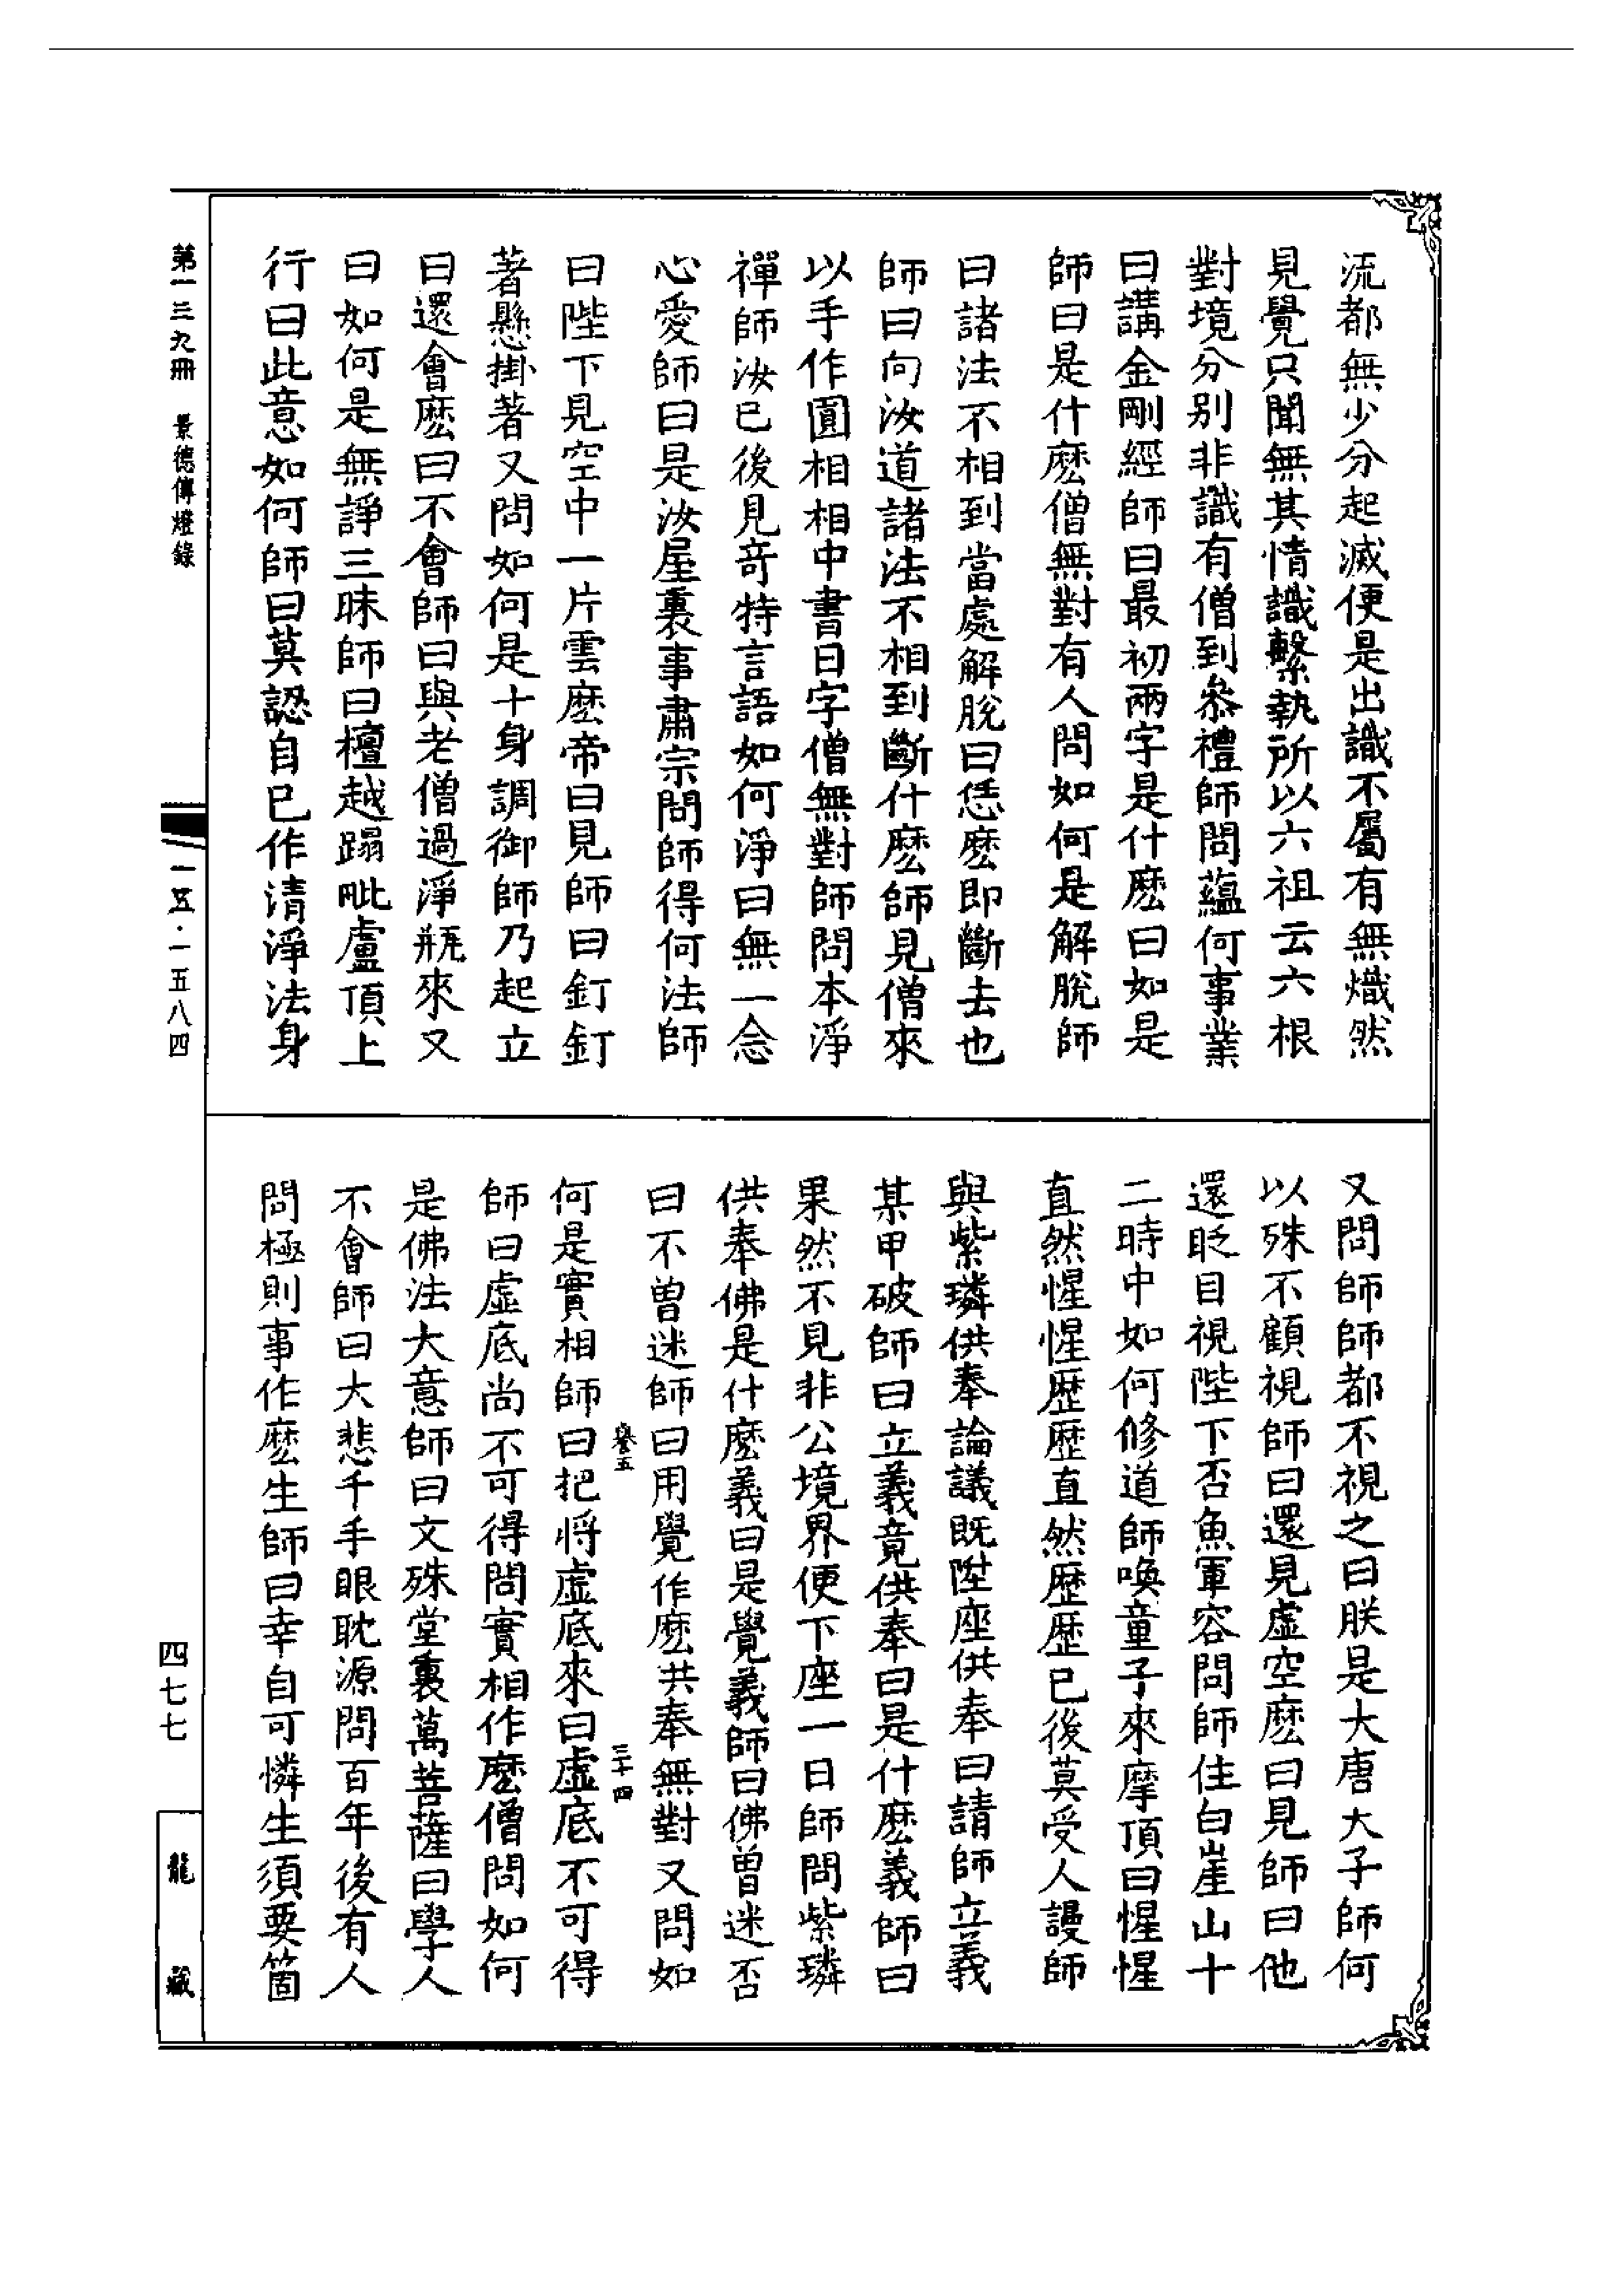 流都無少分起滅便是出識不屬有無熾然
見覺只聞無其情識繫執所以六祖云六根
對境分別非識有僧到叅禮師問蘊何事業
曰講金剛經師曰最初兩字是什麽曰如是
師曰是什麽僧無對有人問如何是解脫師
曰諸法不相到當處解脫曰恁麽即斷去也
師曰向汝道諸法不相到斷什麽師見僧來
以手作圓相相中書日字僧無對師問本淨
禪師汝已後見竒特言語如何淨曰無一念
心愛師曰是汝屋裏事肅宗問師得何法師
曰陛下見空中一片雲麽帝曰見師曰釘釘
著懸掛著又問如何是十身調御師乃起立
曰還會麽曰不會師曰與老僧過淨瓶來又
曰如何是無諍三昧師曰檀越蹋毗盧頂上
行曰此意如何師曰莫認自己作清淨法身
又問師師都不視之曰朕是大唐大子師何
以殊不顧視師曰還見虛空麽曰見師曰他
還眨目視陛下否魚軍容問師住白崖山十
二時中如何修道師喚童子來摩頂曰惺惺
直然惺惺歷歷直然歷歷已後莫受人謾師
與紫璘供奉論議既陞座供奉曰請師立義
某甲破師曰立義竟供奉曰是什麽義師曰
果然不見非公境界便下座一日師問紫璘
供奉佛是什麽義曰是覺義師曰佛曾迷否
曰不曾迷師曰用覺作麽共奉無對又問如
何是實相師曰把將虛底來曰虛底不可得
師曰虛底尚不可得問實相作麽僧問如何
是佛法大意師曰文殊堂裏萬菩薩曰學人
不會師曰大悲千手眼耽源問百年後有人
問極則事作麽生師曰幸自可憐生須要箇
三十四
第一三九冊 景德傳燈錄
一五·一五八四
四七七
龍藏